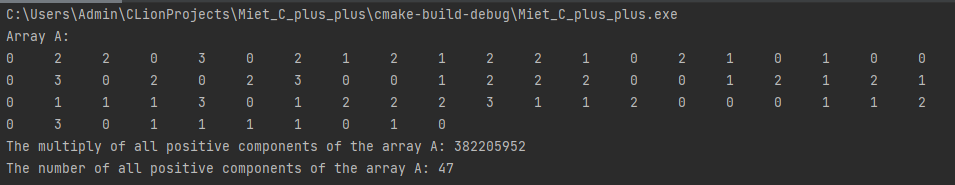 C:\Users\Admin\CLionProjects\Miet_C_plus_plus\cmake-build-debug\Miet_C_plus_plus.exe
Array A:
0 2 2 0 3 0 2 1 2 1 2 2 1 0 2 1 0 1 0 0
0 3 0 2 0 2 3 0 0 1 2 2 2 0 0 1 2 1 2 1
0 1 1 1 3 0 1 2 2 2 3 1 1 2 0 0 0 1 1 2
0 3 0 1 1 1 1 0 1 0
The multiply of all positive components of the array A: 382205952
The number of all positive components of the array A: 47